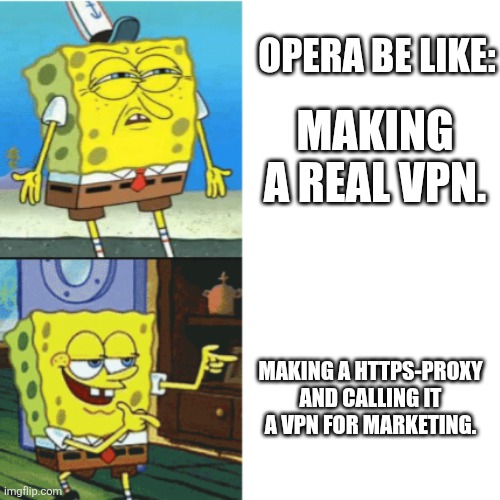 OPERA BE LIKE:
MAKING
A REAL VPN.
MAKING A HTTPS-PROXY
AND CALLING IT
A VPN FOR MARKETING.
imgflip.com